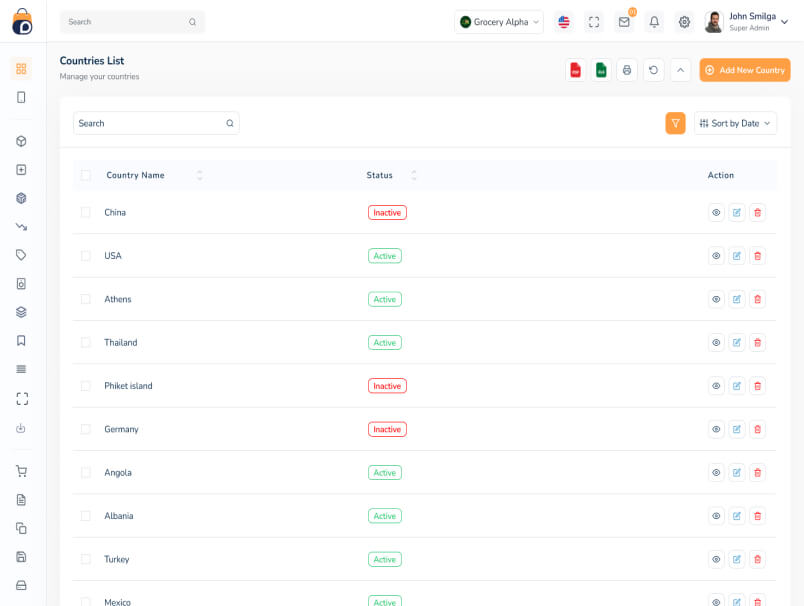 Search
Grocery Alpha
John Smilga
Super Admin
Countries List
Manage your countries
Add New Country
Search
Sort by Date
Country Name Status Action
China Inactive
USA Active
Athens Active
Thailand Active
Phiket island Inactive
Germany Inactive
Angola Active
Albania Active
Turkey Active
Mexico Active